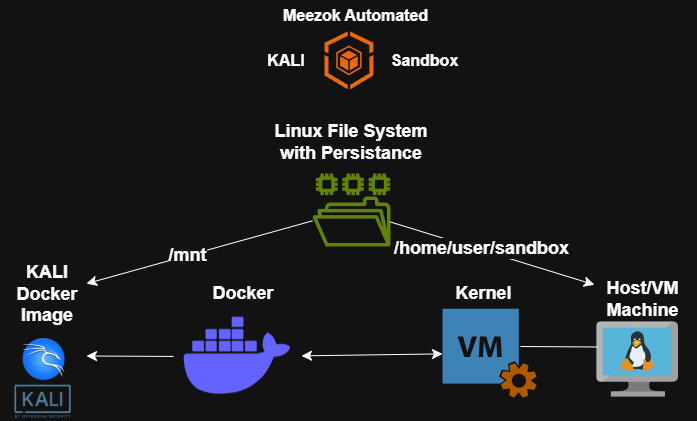 Meezok Automated
KALI Sandbox
Linux File System
with Persistance
/mnt
/home/user/sandbox
KALI
Docker
Image
Docker
Kernel
Host/VM
Machine
VM
KALI
BY OFFENSIVE SECURITY